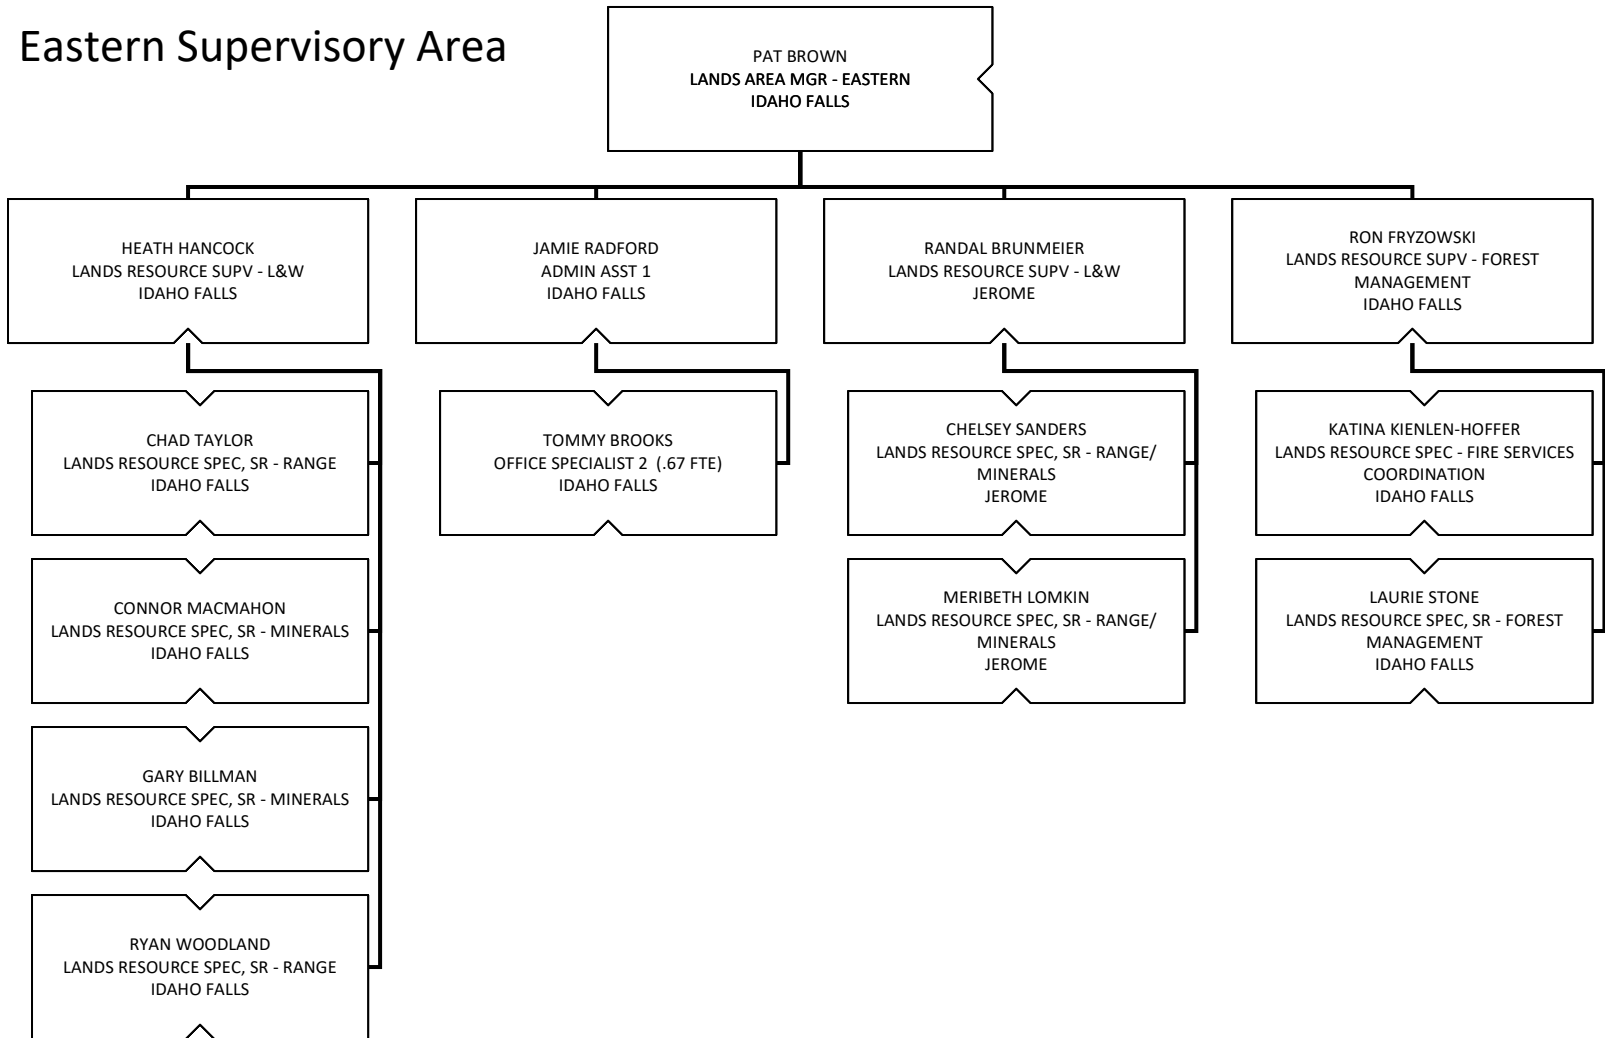 Eastern Supervisory Area
PAT BROWN
LANDS AREA MGR - EASTERN
IDAHO FALLS
HEATH HANCOCK
LANDS RESOURCE SUPV - L&W
IDAHO FALLS
JAMIE RADFORD
ADMIN ASST 1
IDAHO FALLS
RANDAL BRUNMEIER
LANDS RESOURCE SUPV - L&W
JEROME
RON FRYZOWSKI
LANDS RESOURCE SUPV - FOREST
MANAGEMENT
IDAHO FALLS
CHAD TAYLOR
LANDS RESOURCE SPEC, SR - RANGE
IDAHO FALLS
TOMMY BROOKS
OFFICE SPECIALIST 2 (.67 FTE)
IDAHO FALLS
CHELSEY SANDERS
LANDS RESOURCE SPEC, SR - RANGE/
MINERALS
JEROME
KATINA KIENLEN-HOFFER
LANDS RESOURCE SPEC - FIRE SERVICES
COORDINATION
IDAHO FALLS
CONNOR MACMAHON
LANDS RESOURCE SPEC, SR - MINERALS
IDAHO FALLS
MERIBETH LOMKIN
LANDS RESOURCE SPEC, SR - RANGE/
MINERALS
JEROME
LAURIE STONE
LANDS RESOURCE SPEC, SR - FOREST
MANAGEMENT
IDAHO FALLS
GARY BILLMAN
LANDS RESOURCE SPEC, SR - MINERALS
IDAHO FALLS
RYAN WOODLAND
LANDS RESOURCE SPEC, SR - RANGE
IDAHO FALLS